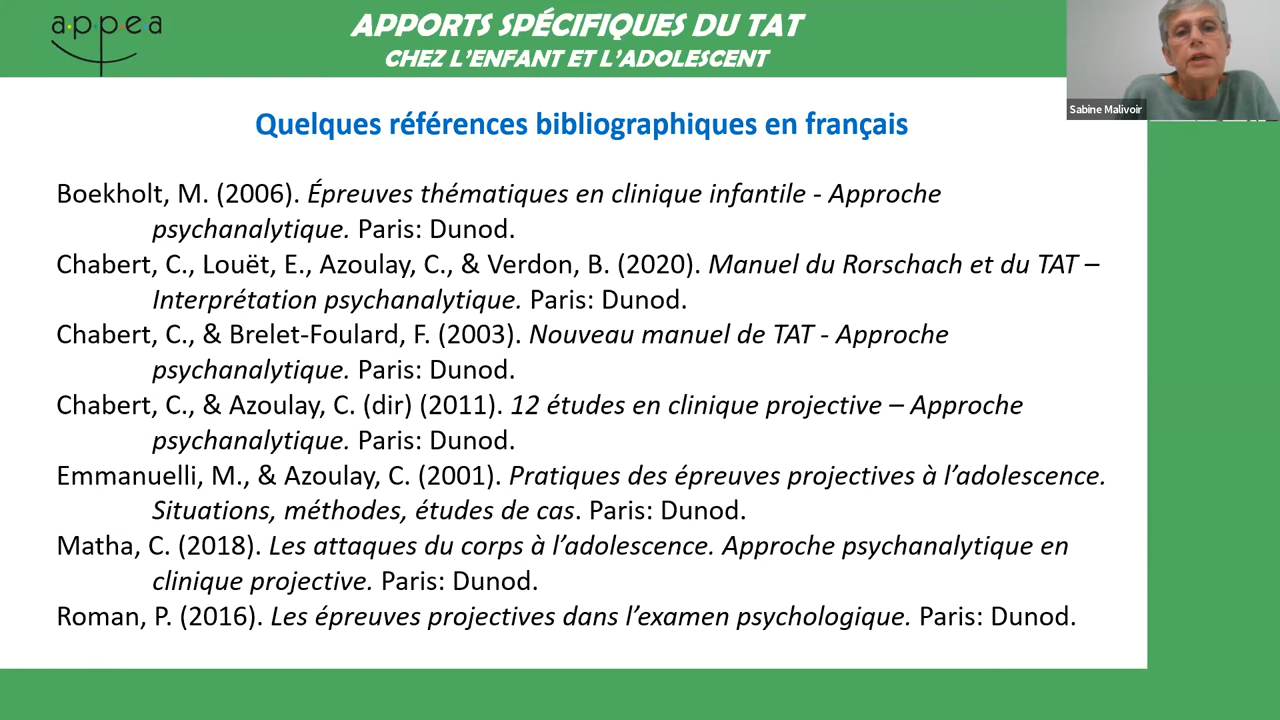 a·p·p·e·a
APPORTS SPÉCIFIQUES DU TAT
CHEZ L'ENFANT ET L'ADOLESCENT
Sabine Malivoir
Quelques références bibliographiques en français
Boekholt, M. (2006). Épreuves thématiques en clinique infantile - Approche
psychanalytique. Paris: Dunod.
Chabert, C., Louët, E., Azoulay, C., & Verdon, B. (2020). Manuel du Rorschach et du TAT –
Interprétation psychanalytique. Paris: Dunod.
Chabert, C., & Brelet-Foulard, F. (2003). Nouveau manuel de TAT - Approche
psychanalytique. Paris: Dunod.
Chabert, C., & Azoulay, C. (dir) (2011). 12 études en clinique projective – Approche
psychanalytique. Paris: Dunod.
Emmanuelli, M., & Azoulay, C. (2001). Pratiques des épreuves projectives à l’adolescence.
Situations, méthodes, études de cas. Paris: Dunod.
Matha, C. (2018). Les attaques du corps à l’adolescence. Approche psychanalytique en
clinique projective. Paris: Dunod.
Roman, P. (2016). Les épreuves projectives dans l’examen psychologique. Paris: Dunod.